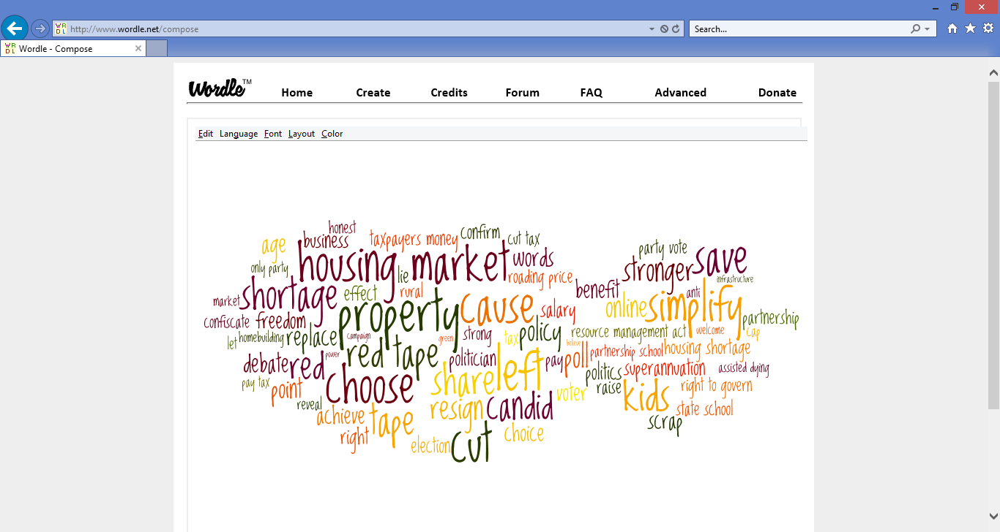 http://www.wordle.net/compose
Search...
Wordle - Compose
Wordle™
Home Create Credits Forum FAQ Advanced Donate
Edit Language Font Layout Color
honest
age business taxpayers money confirm cut tax
only party housing market words party vote
lie roading price stronger save
infrastructure
market shortage effect rural benefit anti
confiscate freedom property cause salary online simplify partnership
let homebuilding replace campaign green strong tax policy resource management act welcome Cap
believe
debate red power red tape politician pay poll partnership school housing shortage
pay tax point choose share left politics superannuation assisted dying
reveal voter raise kids right to govern
achieve tape resign candid state school
right election cut choice scrap